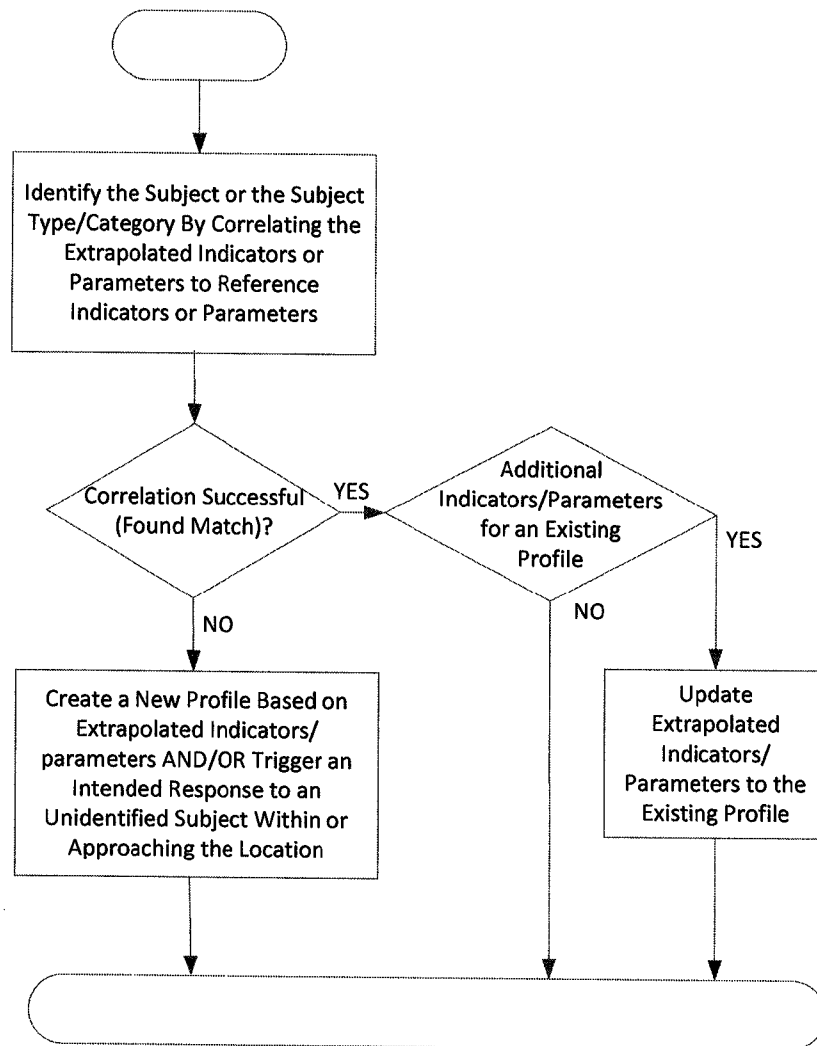 Identify the Subject or the Subject
Type/Category By Correlating the
Extrapolated Indicators or
Parameters to Reference
Indicators or Parameters
Correlation Successful
(Found Match)?
YES
Additional
Indicators/Parameters
for an Existing
Profile
YES
NO
NO
Create a New Profile Based on
Extrapolated Indicators/
parameters AND/OR Trigger an
Intended Response to an
Unidentified Subject Within or
Approaching the Location
Update
Extrapolated
Indicators/
Parameters to the
Existing Profile